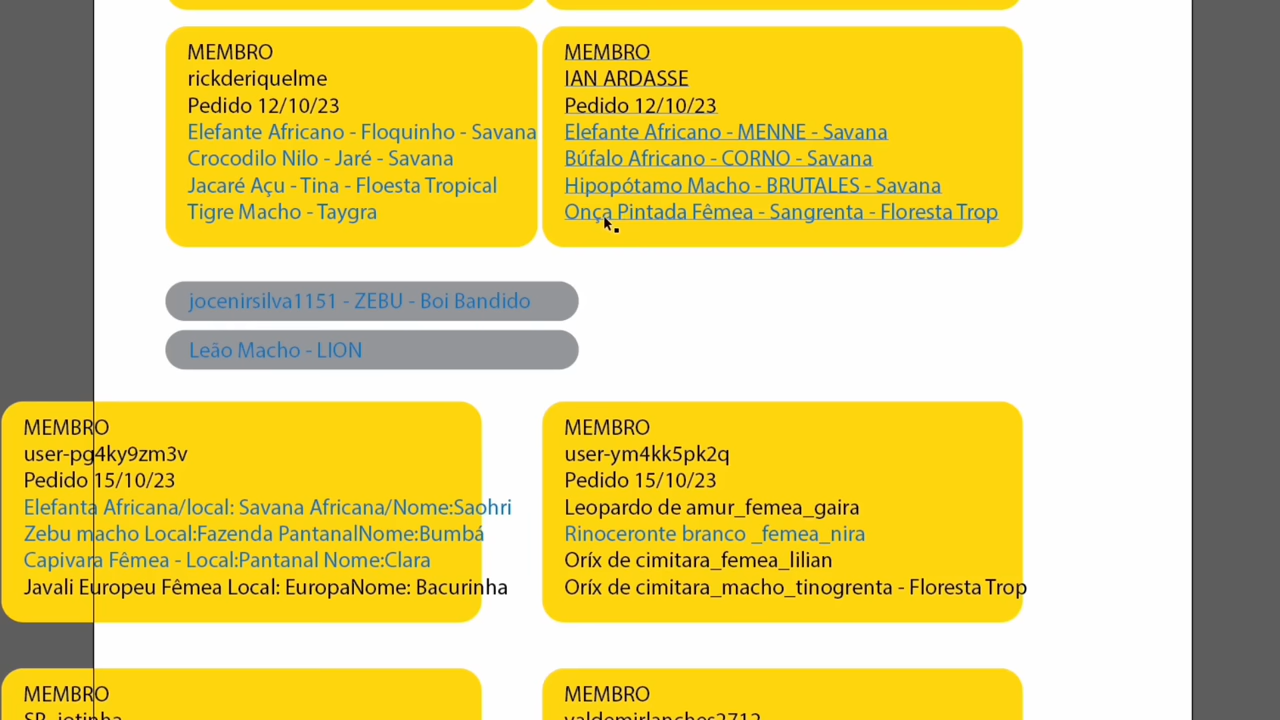 MEMBRO
rickderiquelme
Pedido 12/10/23
Elefante Africano - Floquinho - Savana
Crocodilo Nilo - Jaré - Savana
Jacaré Açu - Tina - Floesta Tropical
Tigre Macho - Taygra
MEMBRO
IAN ARDASSE
Pedido 12/10/23
Elefante Africano - MENNE - Savana
Búfalo Africano - CORNO - Savana
Hipopótamo Macho - BRUTALES - Savana
Onça Pintada Fêmea - Sangrenta - Floresta Trop
jocenirsilva1151 - ZEBU - Boi Bandido
Leão Macho - LION
MEMBRO
user-pg4ky9zm3v
Pedido 15/10/23
Elefanta Africana/local: Savana Africana/Nome:Saohri
Zebu macho Local:Fazenda PantanalNome:Bumbá
Capivara Fêmea - Local:Pantanal Nome:Clara
Javali Europeu Fêmea Local: EuropaNome: Bacurinha
MEMBRO
user-ym4kk5pk2q
Pedido 15/10/23
Leopardo de amur_femea_gaira
Rinoceronte branco _femea_nira
Oríx de cimitara_femea_lilian
Oríx de cimitara_macho_tinogrenta - Floresta Trop
MEMBRO
MEMBRO